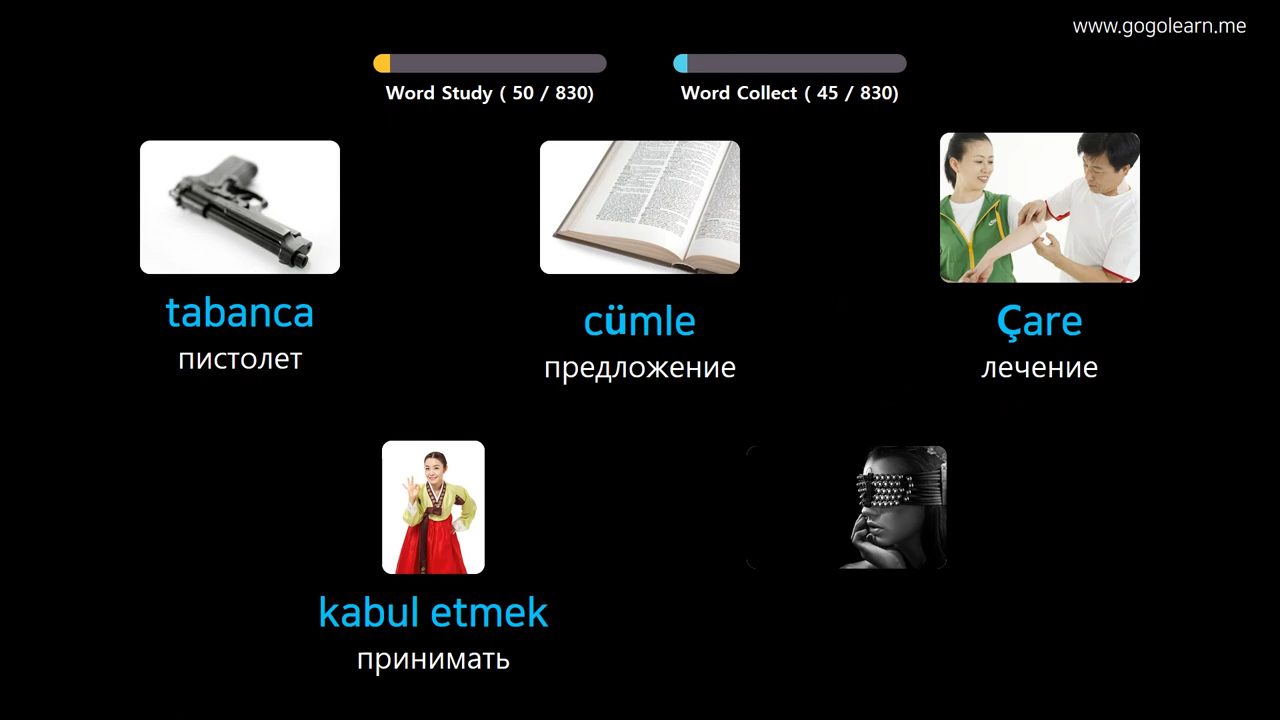 www.gogolearn.me
Word Study ( 50 / 830)
Word Collect ( 45 / 830)
tabanca
пистолет
cümle
предложение
Çare
лечение
kabul etmek
принимать